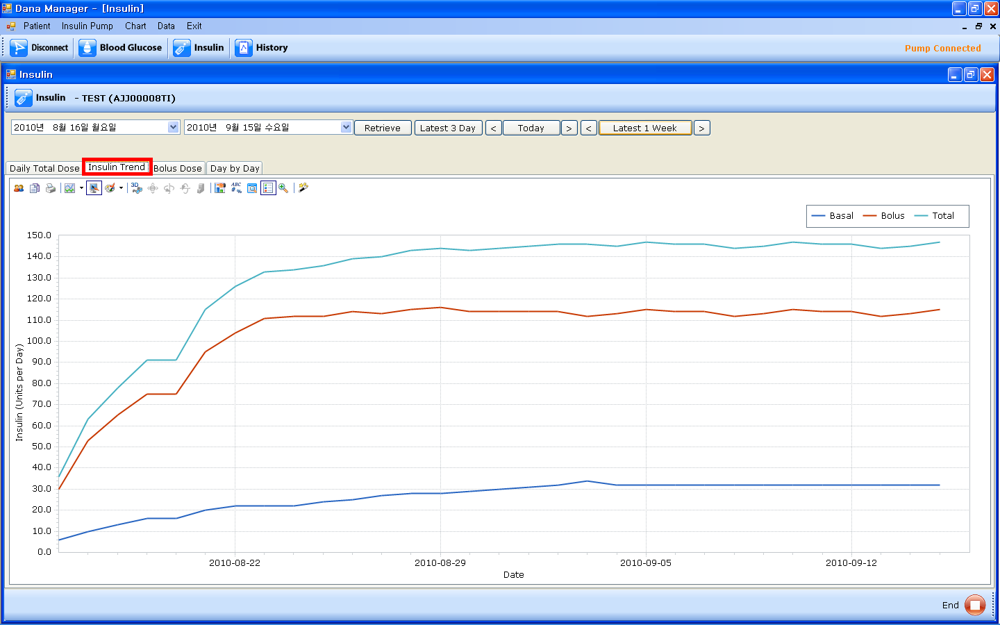 Dana Manager - [Insulin]
Patient Insulin Pump Chart Data Exit
Disconnect Blood Glucose Insulin History Pump Connected
Insulin
Insulin - TEST (AJJ00008TI)
2010년 8월 16일 월요일 2010년 9월 15일 수요일 Retrieve Latest 3 Day < Today > < Latest 1 Week >
Daily Total Dose Insulin Trend Bolus Dose Day by Day
3D ABC #%
Basal Bolus Total
150.0
140.0
130.0
120.0
110.0
100.0
90.0
80.0
70.0
60.0
50.0
40.0
30.0
20.0
10.0
0.0
Insulin (Units per Day)
2010-08-22 2010-08-29 2010-09-05 2010-09-12
Date
End